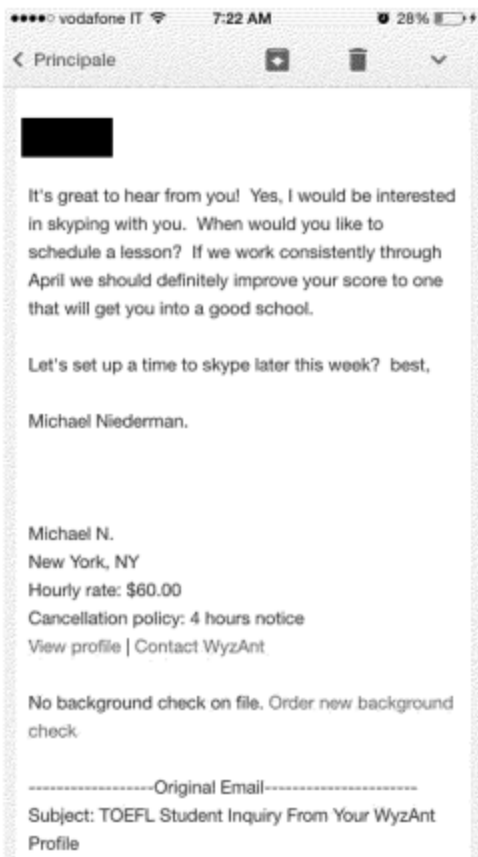 vodafone IT 7:22 AM 28%
Principale
It's great to hear from you!  Yes, I would be interested
in skyping with you.  When would you like to
schedule a lesson?  If we work consistently through
April we should definitely improve your score to one
that will get you into a good school.
Let's set up a time to skype later this week?  best,
Michael Niederman.
Michael N.
New York, NY
Hourly rate: $60.00
Cancellation policy: 4 hours notice
View profile | Contact WyzAnt
No background check on file. Order new background
check
------------------Original Email----------------------
Subject: TOEFL Student Inquiry From Your WyzAnt
Profile